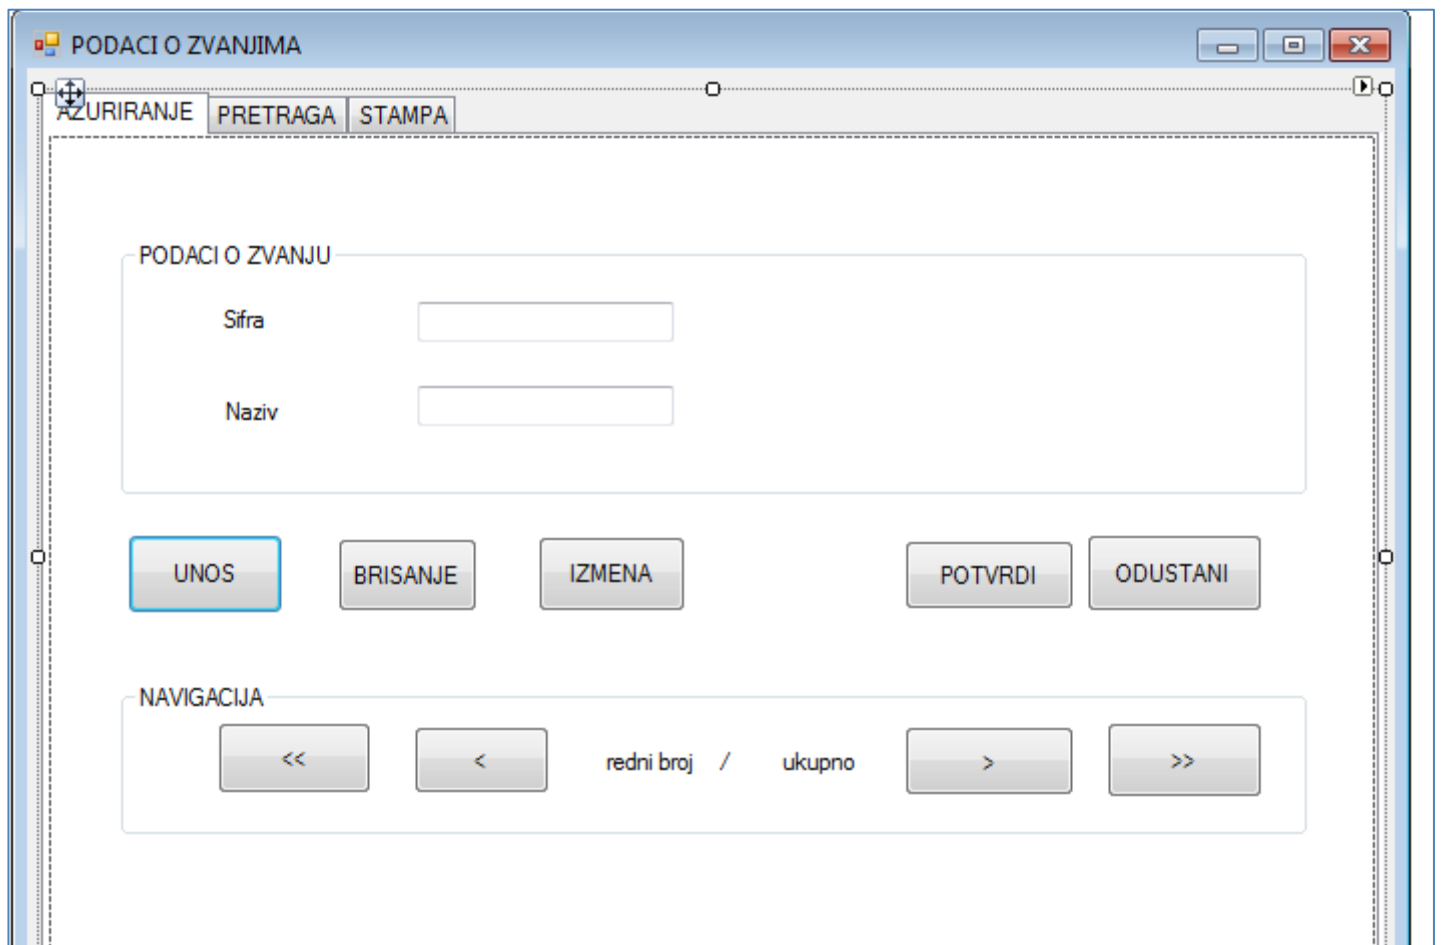 PODACI O ZVANJIMA
AZURIRANJE PRETRAGA STAMPA
PODACI O ZVANJU
Sifra
Naziv
UNOS BRISANJE IZMENA POTVRDI ODUSTANI
NAVIGACIJA
<< < redni broj / ukupno > >>